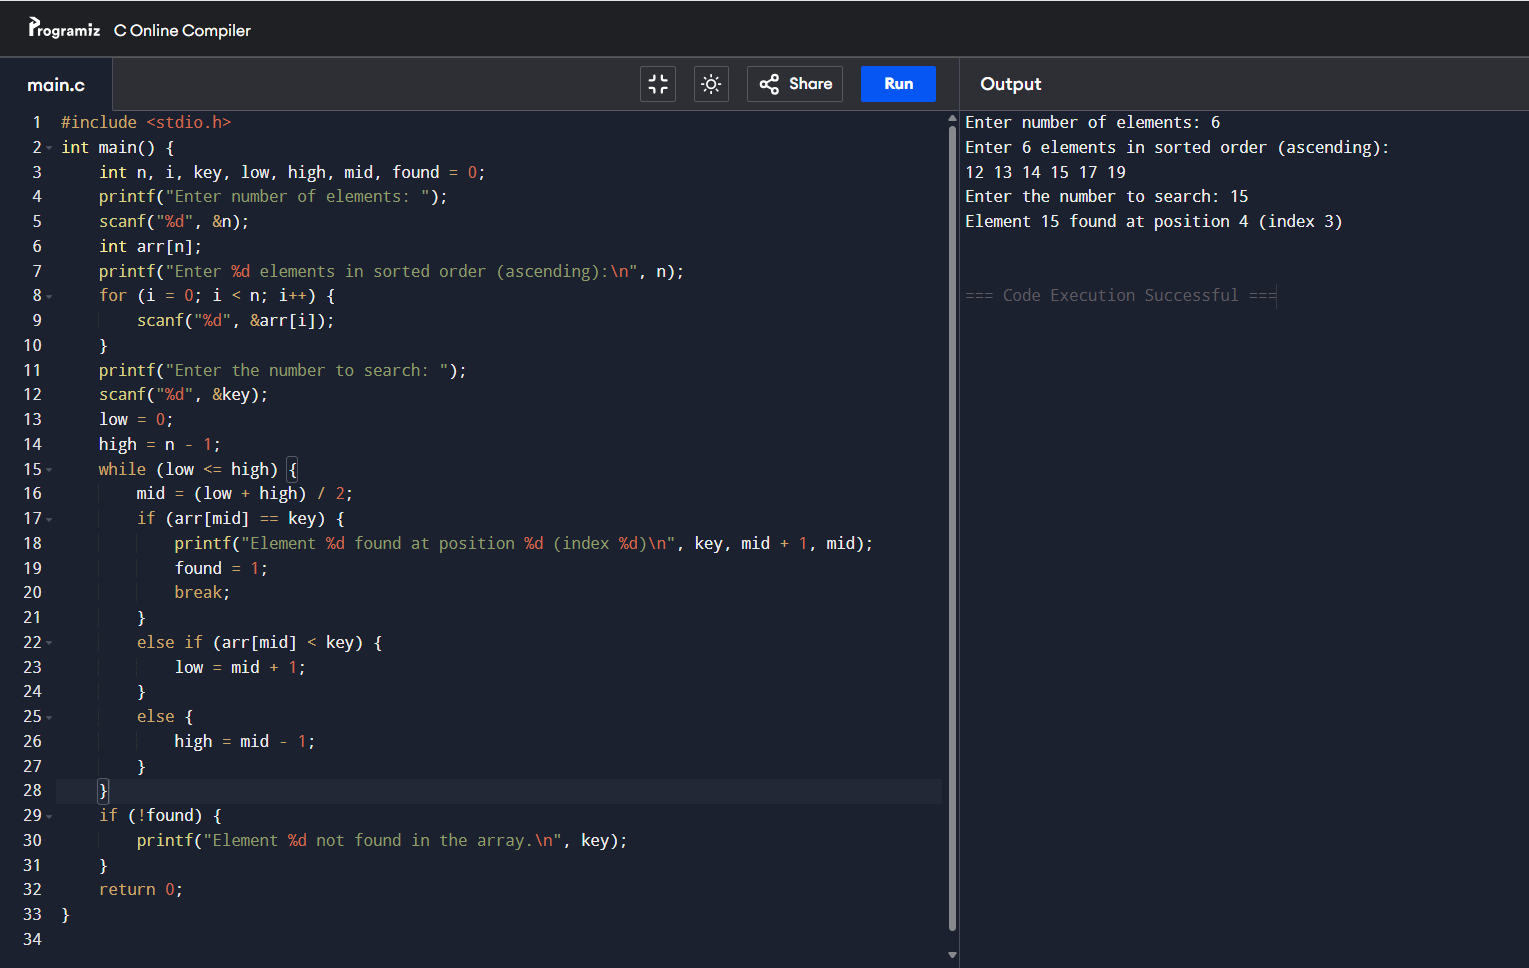 Programiz C Online Compiler
main.c Share Run Output
1 #include <stdio.h>
2 int main() {
3     int n, i, key, low, high, mid, found = 0;
4     printf("Enter number of elements: ");
5     scanf("%d", &n);
6     int arr[n];
7     printf("Enter %d elements in sorted order (ascending):\n", n);
8     for (i = 0; i < n; i++) {
9         scanf("%d", &arr[i]);
10     }
11     printf("Enter the number to search: ");
12     scanf("%d", &key);
13     low = 0;
14     high = n - 1;
15     while (low <= high) {
16         mid = (low + high) / 2;
17         if (arr[mid] == key) {
18             printf("Element %d found at position %d (index %d)\n", key, mid + 1, mid);
19             found = 1;
20             break;
21         }
22         else if (arr[mid] < key) {
23             low = mid + 1;
24         }
25         else {
26             high = mid - 1;
27         }
28     }
29     if (!found) {
30         printf("Element %d not found in the array.\n", key);
31     }
32     return 0;
33 }
34
Enter number of elements: 6
Enter 6 elements in sorted order (ascending):
12 13 14 15 17 19
Enter the number to search: 15
Element 15 found at position 4 (index 3)
=== Code Execution Successful ===